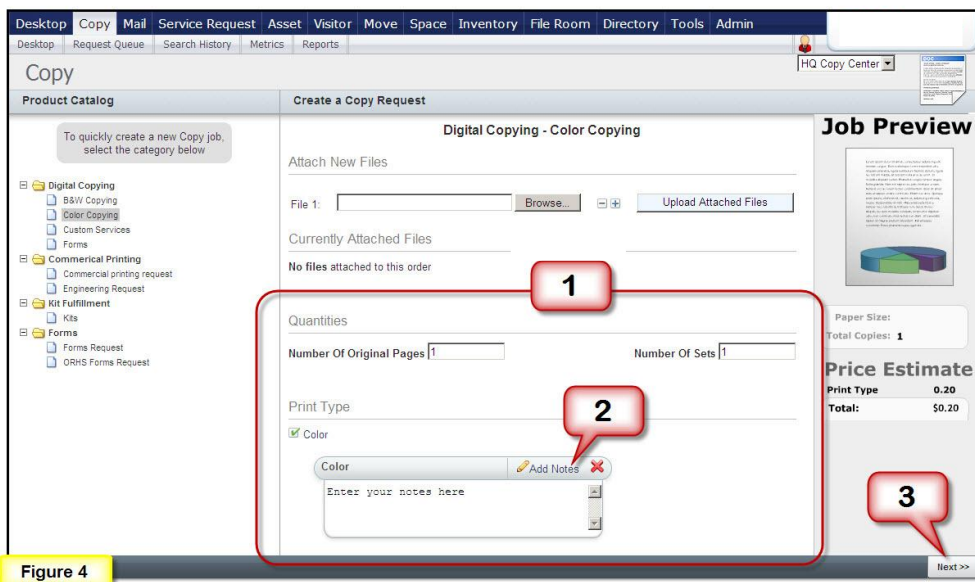 Desktop Copy Mail Service Request Asset Visitor Move Space Inventory File Room Directory Tools Admin
Desktop Request Queue Search History Metrics Reports
HQ Copy Center
Copy
Product Catalog
To quickly create a new Copy job,
select the category below
Digital Copying
B&W Copying
Color Copying
Custom Services
Forms
Commerical Printing
Commercial printing request
Engineering Request
Kit Fulfillment
Kits
Forms
Forms Request
ORHS Forms Request
Create a Copy Request
Digital Copying - Color Copying
Attach New Files
File 1: Browse... Upload Attached Files
Currently Attached Files
No files attached to this order
1
Quantities
Number Of Original Pages 1 Number Of Sets 1
Print Type
2
Color
Color Add Notes
Enter your notes here
Job Preview
Paper Size:
Total Copies: 1
Price Estimate
Print Type 0.20
Total: $0.20
3
Next >>
Figure 4